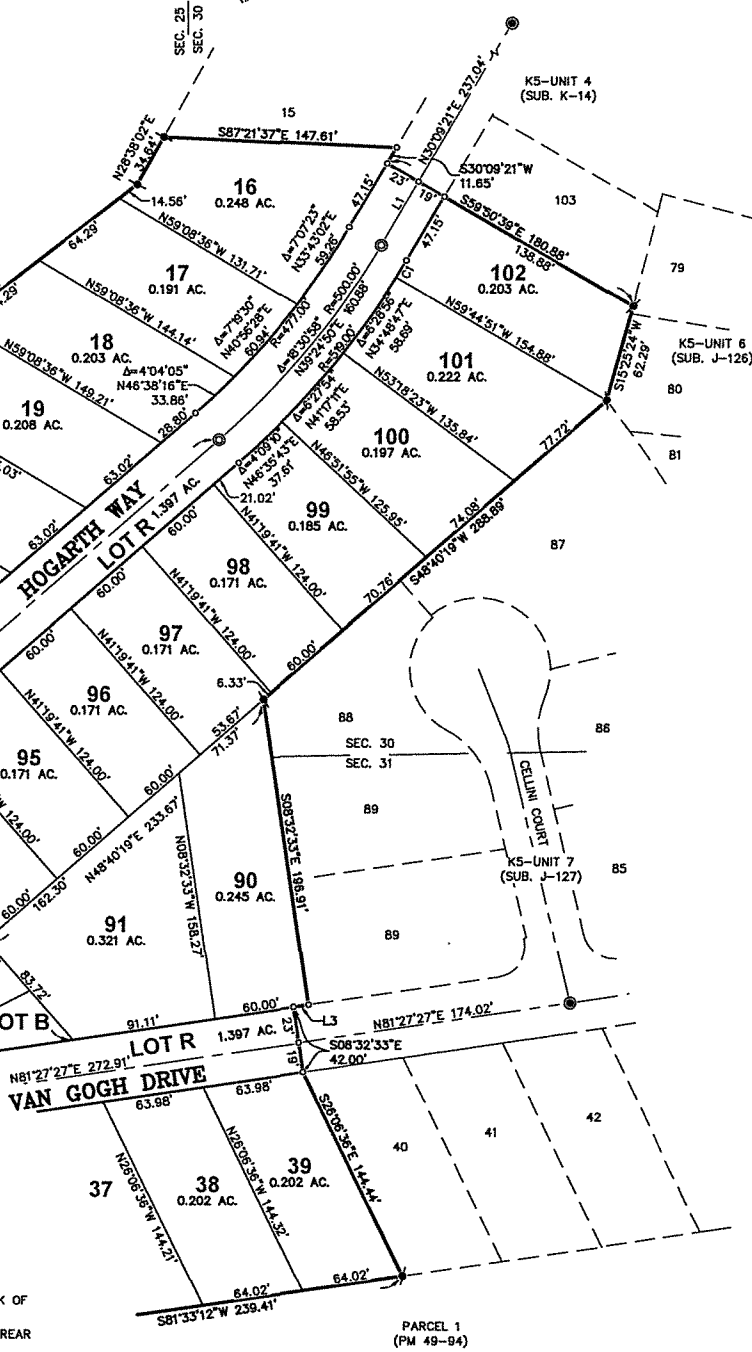 SEC. 25
SEC. 30
K5-UNIT 4
(SUB. K-14)
N30°09'21"E 237.04'
15
S87°21'37"E 147.61'
N28°38'02"E
34.64'
14.56'
S30°09'21"W
11.65'
23'
19'
L1
16
0.248 AC.
47.15'
47.15'
C1
Δ=7°07'23"
N33°43'02"E
59.26'
S59°50'39"E 180.88'
138.88'
103
79
102
0.203 AC.
K5-UNIT 6
(SUB. J-126)
S15°25'24"W
62.29'
80
81
64.29'
N59°08'36"W 131.71'
17
0.191 AC.
N59°08'36"W 144.14'
Δ=7°19'30"
N40°56'28"E
60.94'
R=477.00'
Δ=18°30'58"
R=500.00'
N39°24'50"E 160.88'
R=519.00'
Δ=6°28'56"
N34°48'47"E
58.69'
N59°44'51"W 154.88'
101
0.222 AC.
18
0.203 AC.
Δ=4°04'05"
N46°38'16"E
33.86'
N59°08'36"W 149.21'
28.80'
Δ=6°27'54"
N41°17'11"E
58.53'
N53°18'23"W 135.84'
100
0.197 AC.
77.72'
19
0.208 AC.
63.02'
63.02'
Δ=4°09'10"
N46°35'43"E
37.61'
21.02'
N46°51'55"W 125.95'
99
0.185 AC.
74.08'
S48°40'19"W 288.89'
87
HOGARTH WAY
LOT R 1.397 AC.
60.00'
N41°19'41"W 124.00'
98
0.171 AC.
70.76'
60.00'
N41°19'41"W 124.00'
97
0.171 AC.
60.00'
60.00'
N41°19'41"W 124.00'
96
0.171 AC.
6.33'
53.67'
71.37'
N41°19'41"W 124.00'
95
0.171 AC.
60.00'
60.00'
60.00'
N48°40'19"E 233.67'
162.30'
88
SEC. 30
SEC. 31
86
CELLINI COURT
89
K5-UNIT 7
(SUB. J-127)
85
S08°32'33"E 196.91'
N08°32'33"W 158.27'
90
0.245 AC.
91
0.321 AC.
89
83.72'
60.00'
L3
91.11'
LOT R
1.397 AC.
23'
19'
N81°27'27"E 174.02'
S08°32'33"E
42.00'
N81°27'27"E 272.91'
VAN GOGH DRIVE
63.98'
63.98'
S26°06'36"E 144.44'
40
41
42
37
N26°06'36"W 144.21'
38
0.202 AC.
N26°06'36"W 144.32'
39
0.202 AC.
64.02'
64.02'
S81°33'12"W 239.41'
PARCEL 1
(PM 49-94)
OF
REAR